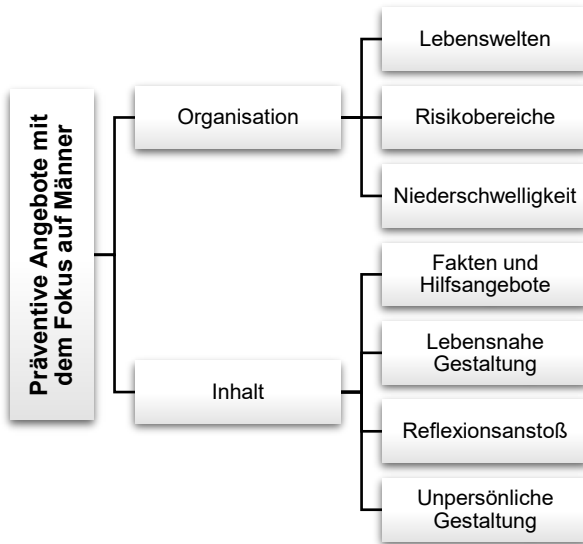 Präventive Angebote mit
dem Fokus auf Männer
Organisation
Lebenswelten
Risikobereiche
Niederschwelligkeit
Inhalt
Fakten und
Hilfsangebote
Lebensnahe
Gestaltung
Reflexionsanstoß
Unpersönliche
Gestaltung